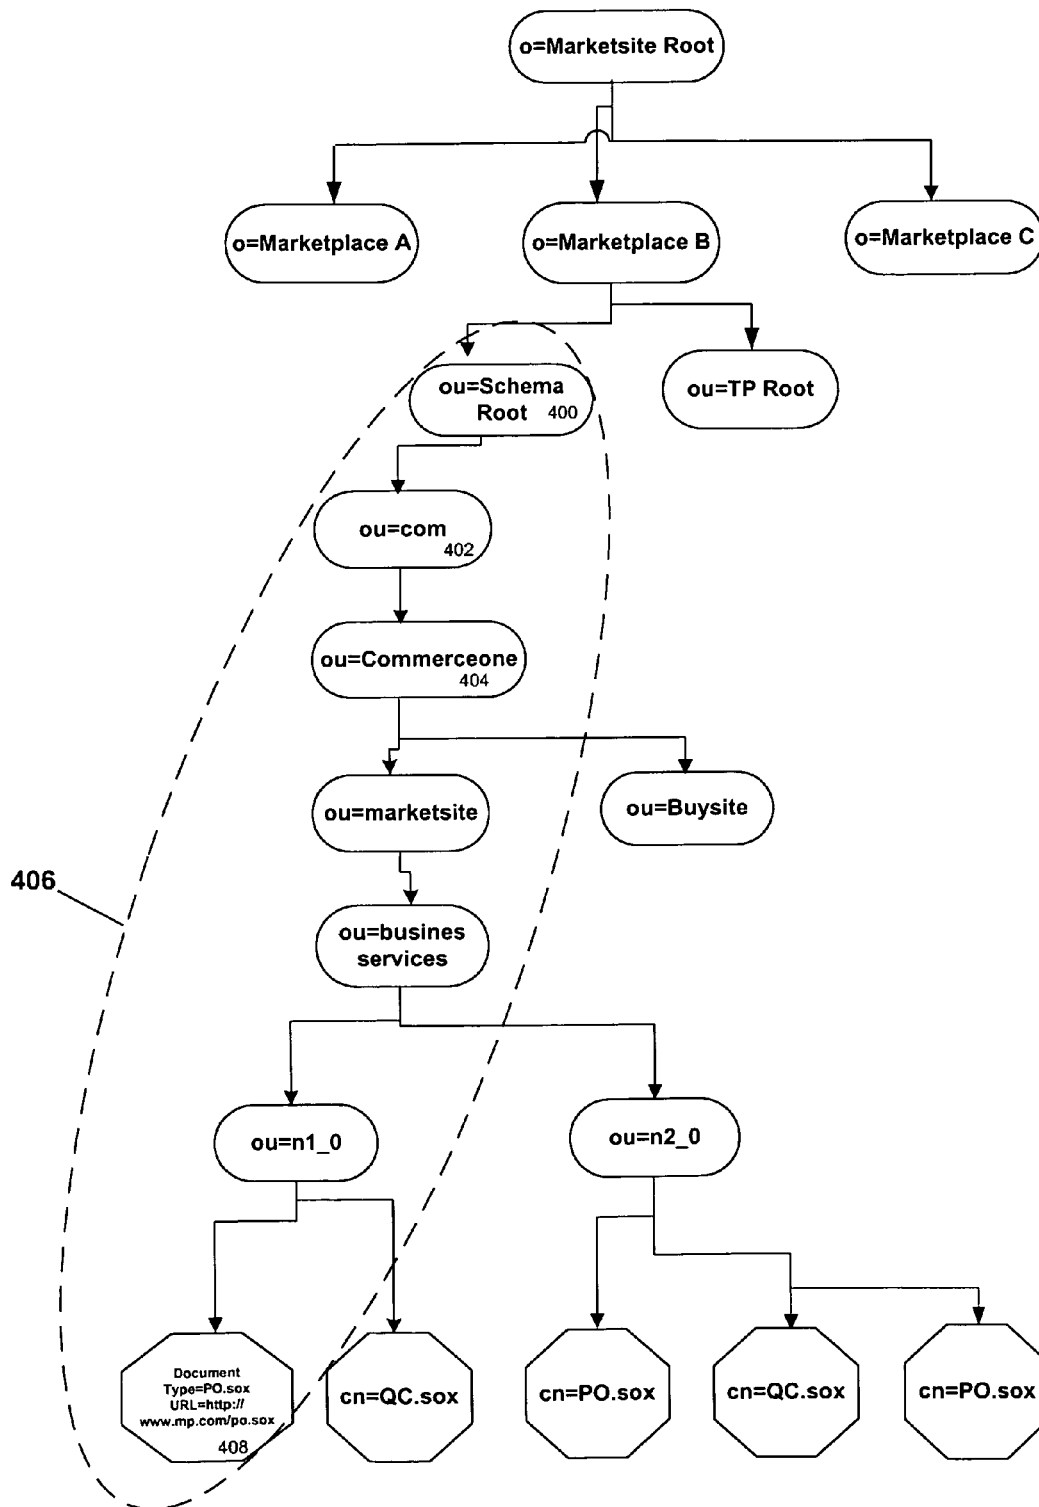 o=Marketsite Root
o=Marketplace A
o=Marketplace B
o=Marketplace C
ou=Schema
Root 400
ou=TP Root
ou=com
402
ou=Commerceone
404
ou=marketsite
ou=Buysite
406
ou=busines
services
ou=n1_0
ou=n2_0
Document
Type=PO.sox
URL=http://
www.mp.com/po.sox
408
cn=QC.sox
cn=PO.sox
cn=QC.sox
cn=PO.sox